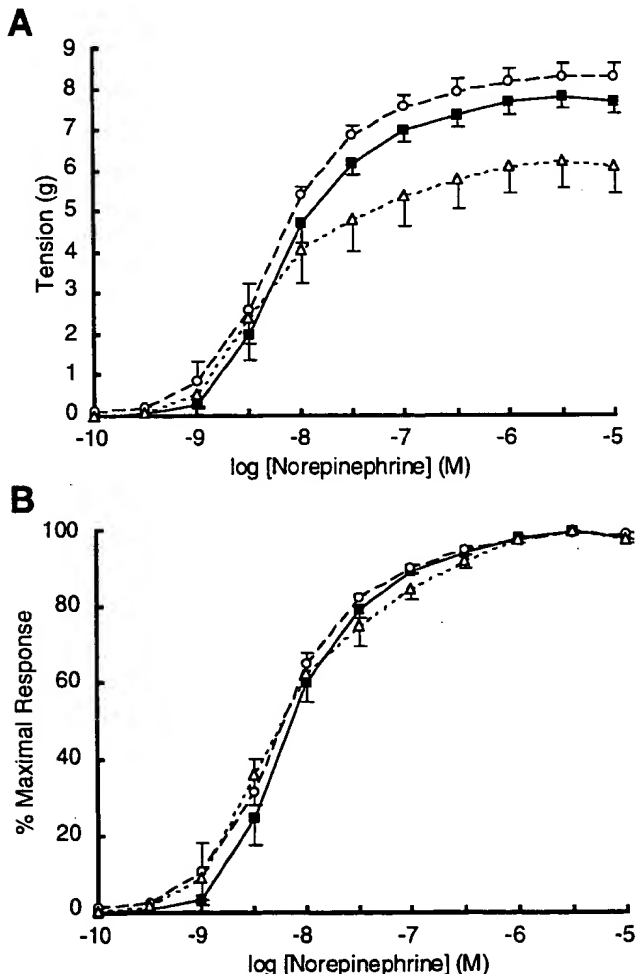 A
9
8
7
6
5
4
3
2
1
0
Tension (g)
-10 -9 -8 -7 -6 -5
log [Norepinephrine] (M)
B
100
80
60
40
20
0
% Maximal Response
-10 -9 -8 -7 -6 -5
log [Norepinephrine] (M)